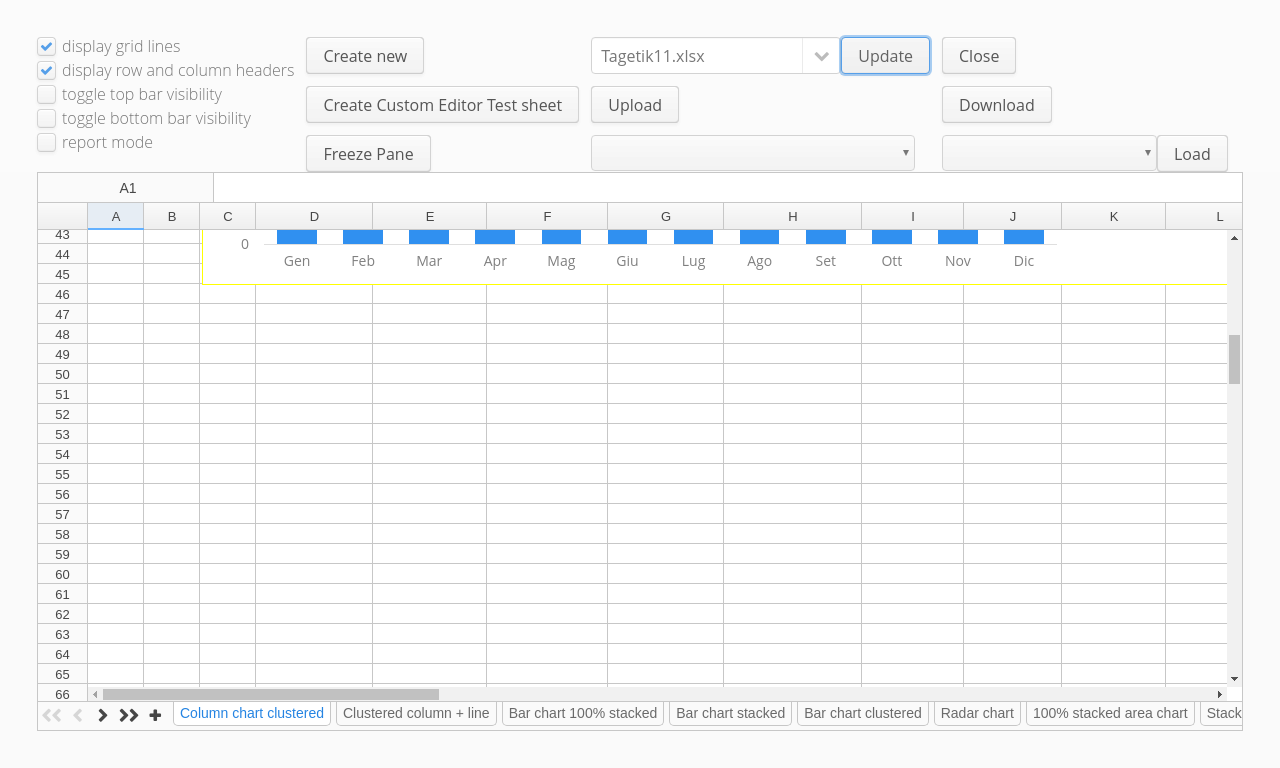 display grid lines
display row and column headers
toggle top bar visibility
toggle bottom bar visibility
report mode
Create new
Tagetik11.xlsx
Update
Close
Create Custom Editor Test sheet
Upload
Download
Freeze Pane
Load
A1
A B C D E F G H I J K L
43
44
45
46
47
48
49
50
51
52
53
54
55
56
57
58
59
60
61
62
63
64
65
66
0
Gen Feb Mar Apr Mag Giu Lug Ago Set Ott Nov Dic
Column chart clustered Clustered column + line Bar chart 100% stacked Bar chart stacked Bar chart clustered Radar chart 100% stacked area chart Stack